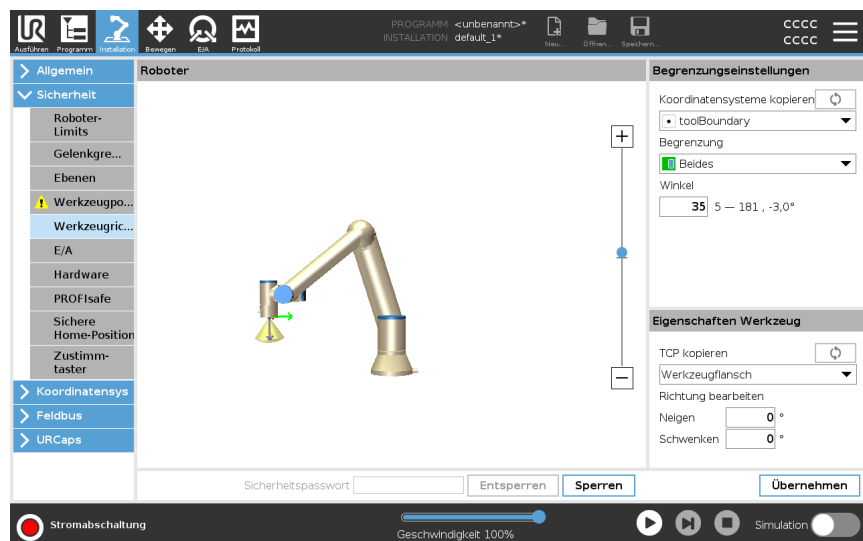 PROGRAMM <unbenannt>*
INSTALLATION default_1*
CCCC
CCCC
Ausführen Programm Installation Bewegen E/A Protokoll
Neu... Öffnen... Speichern...
Allgemein
Sicherheit
Roboter-
Limits
Gelenkgre...
Ebenen
Werkzeugpo...
Werkzeugric...
E/A
Hardware
PROFIsafe
Sichere
Home-Position
Zustimm-
taster
Koordinatensys
Feldbus
URCaps
Roboter
Begrenzungseinstellungen
Koordinatensysteme kopieren
toolBoundary
Begrenzung
Beides
Winkel
35 5 — 181 , -3,0°
Eigenschaften Werkzeug
TCP kopieren
Werkzeugflansch
Richtung bearbeiten
Neigen 0 °
Schwenken 0 °
Sicherheitspasswort Entsperren Sperren Übernehmen
Stromabschaltung
Geschwindigkeit 100%
Simulation